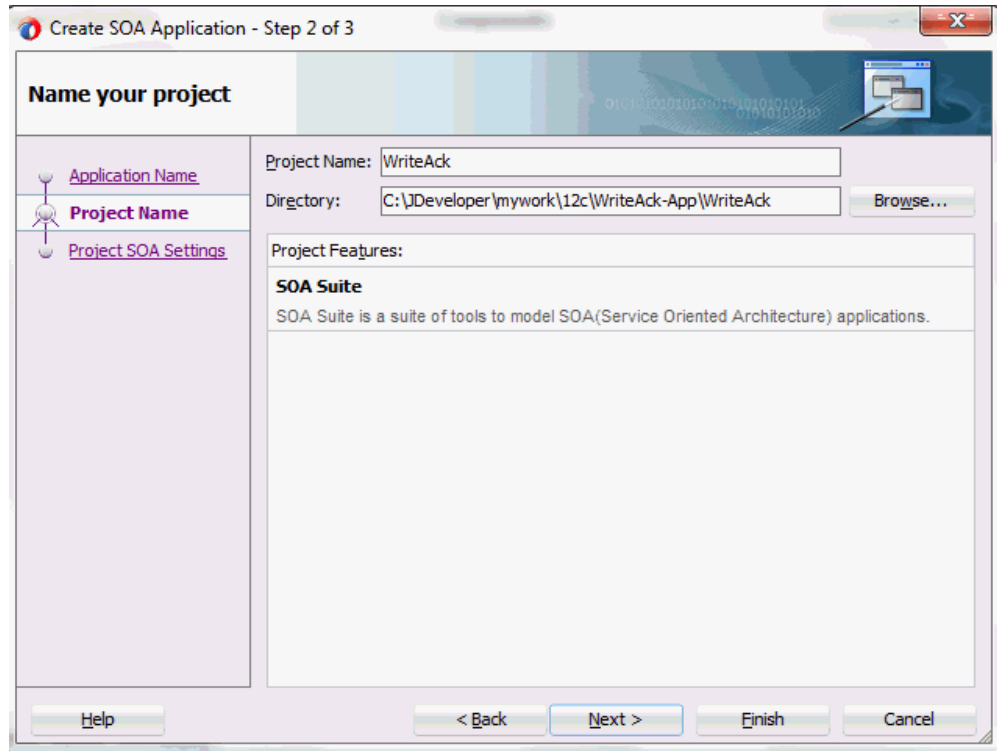 Create SOA Application - Step 2 of 3
Name your project
Application Name
Project Name
Project SOA Settings
Project Name: WriteAck
Directory: C:\JDeveloper\mywork\12c\WriteAck-App\WriteAck Browse...
Project Features:
SOA Suite
SOA Suite is a suite of tools to model SOA(Service Oriented Architecture) applications.
Help < Back Next > Finish Cancel